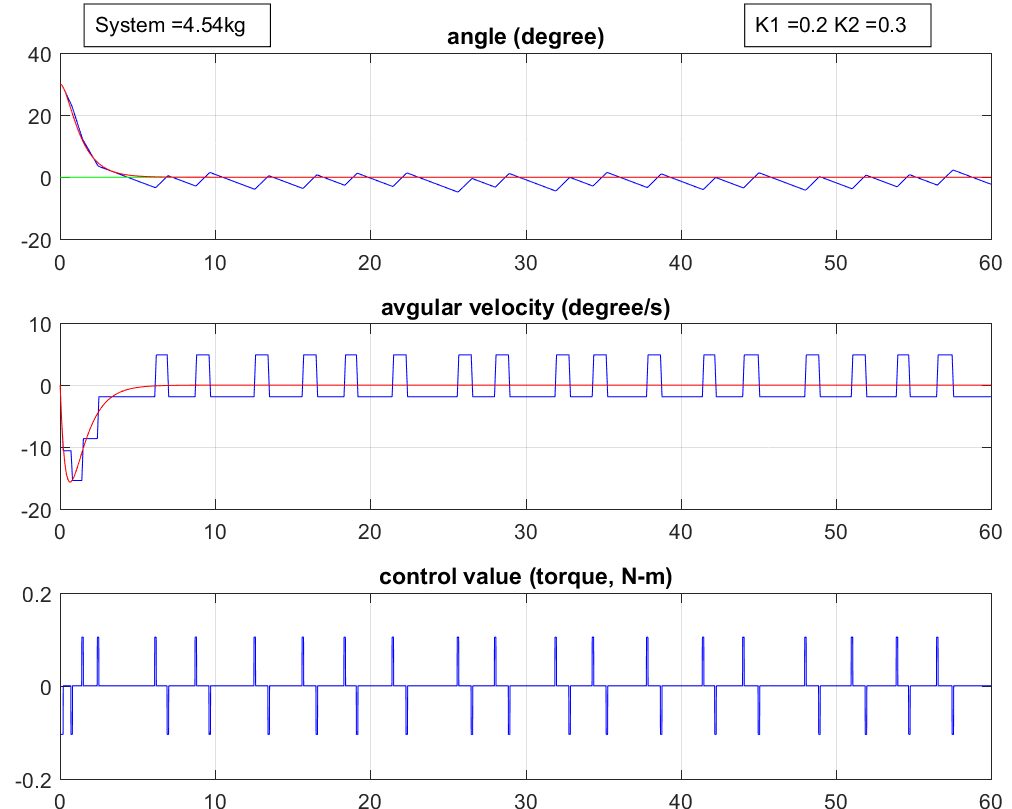 System =4.54kg
K1 =0.2 K2 =0.3
angle (degree)
40
20
0
-20
0 10 20 30 40 50 60
avgular velocity (degree/s)
10
0
-10
-20
0 10 20 30 40 50 60
control value (torque, N-m)
0.2
0
-0.2
0 10 20 30 40 50 60